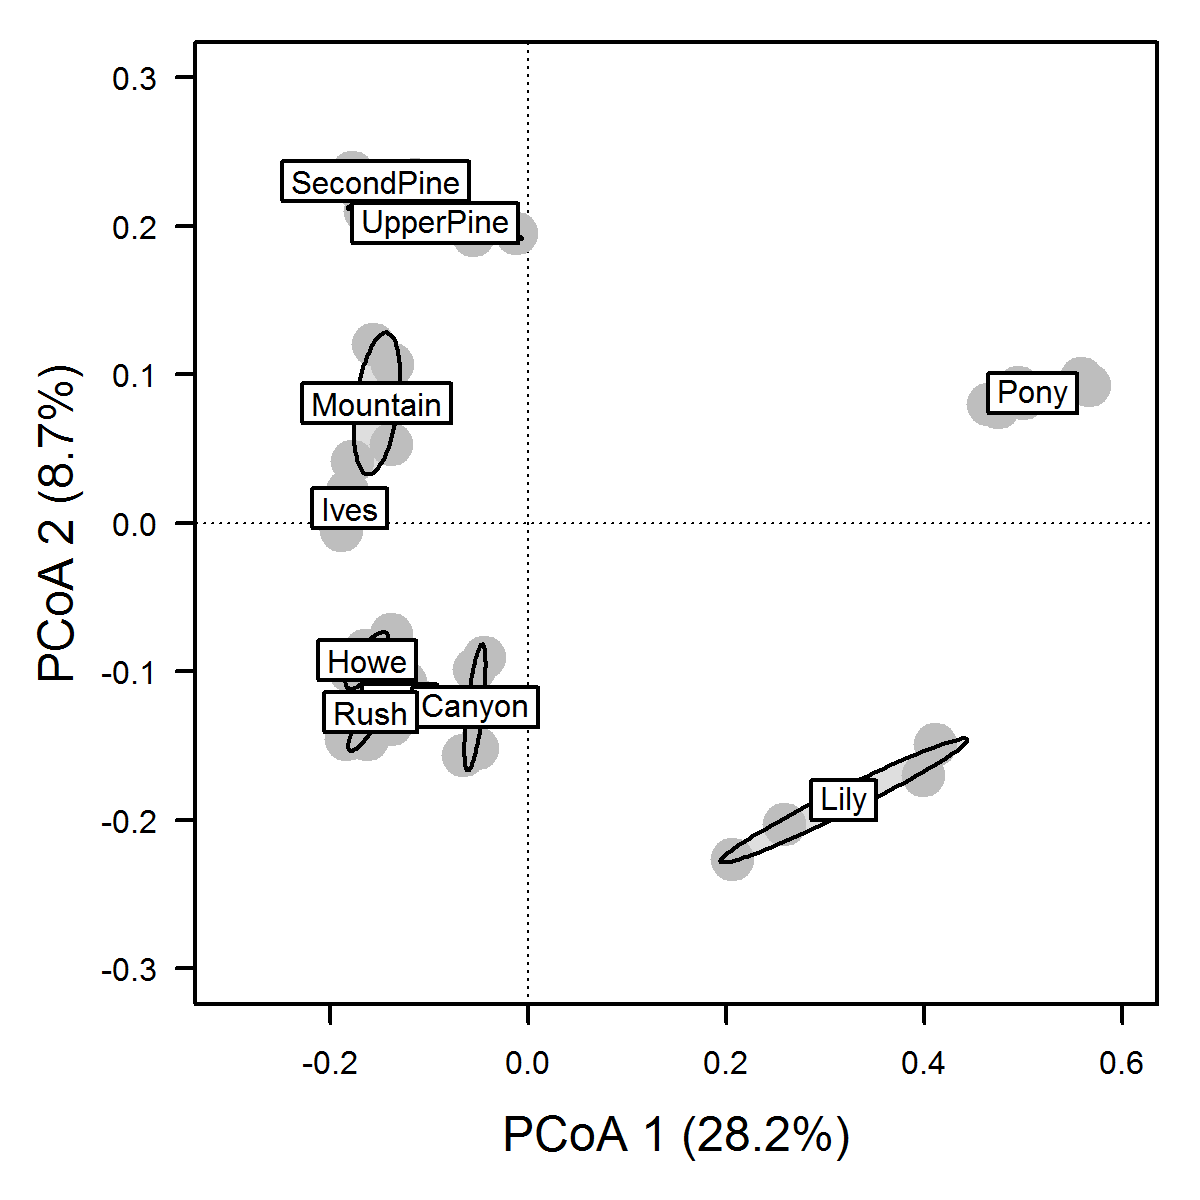 0.3
0.2
0.1
0.0
-0.1
-0.2
-0.3
PCoA 2 (8.7%)
SecondPine
UpperPine
Mountain
Pony
Ives
Howe
Rush
Canyon
Lily
-0.2
0.0
0.2
0.4
0.6
PCoA 1 (28.2%)